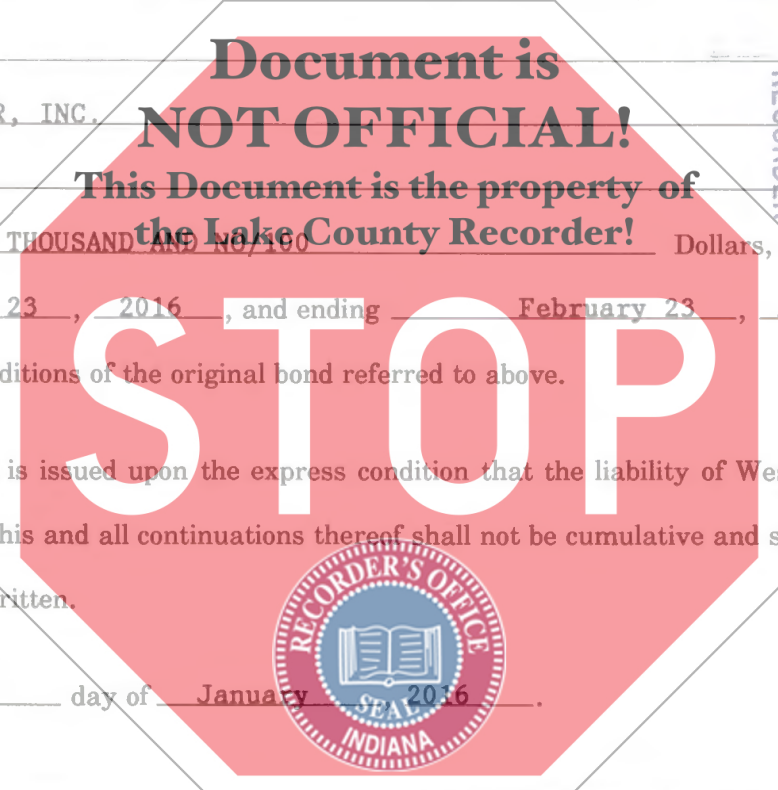 Document is
R, INC.
NOT OFFICIAL!
This Document is the property of
the Lake County Recorder!
THOUSAND AND NO/100 Dollars,
23, 2016, and ending February 23,
STOP
ditions of the original bond referred to above.
is issued upon the express condition that the liability of We
his and all continuations thereof shall not be cumulative and s
ritten.
day of January, 2016.
RECORDER'S OFFICE
SEAL
INDIANA